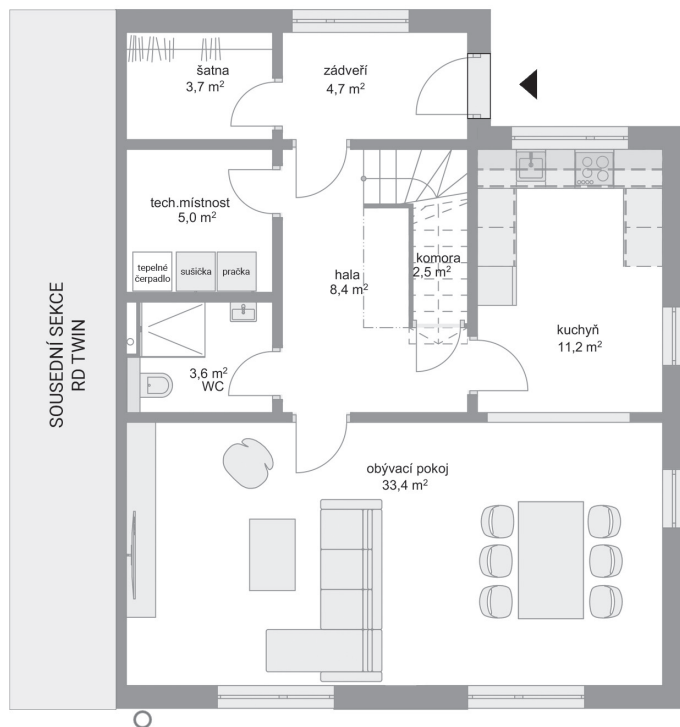 šatna
3,7 m²
zádveří
4,7 m²
tech.místnost
5,0 m²
tepelné
čerpadlo
sušička
pračka
hala
8,4 m²
komora
2,5 m²
kuchyň
11,2 m²
3,6 m²
WC
obývací pokoj
33,4 m²
SOUSEDNÍ SEKCE
RD TWIN